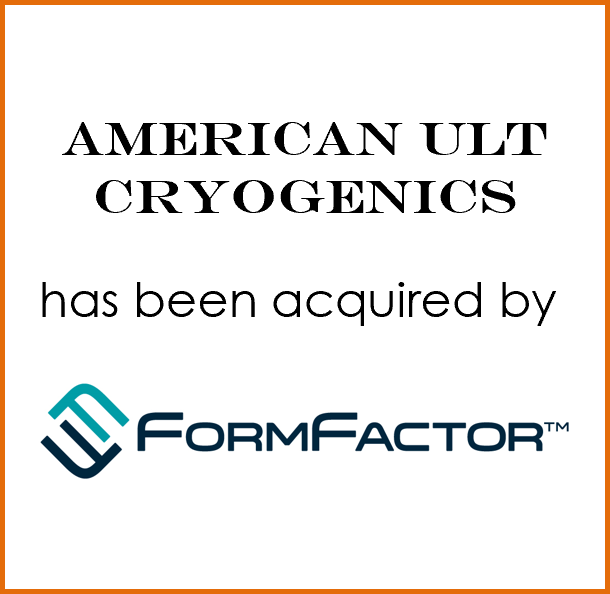 AMERICAN ULT
CRYOGENICS
has been acquired by
FORMFACTOR™